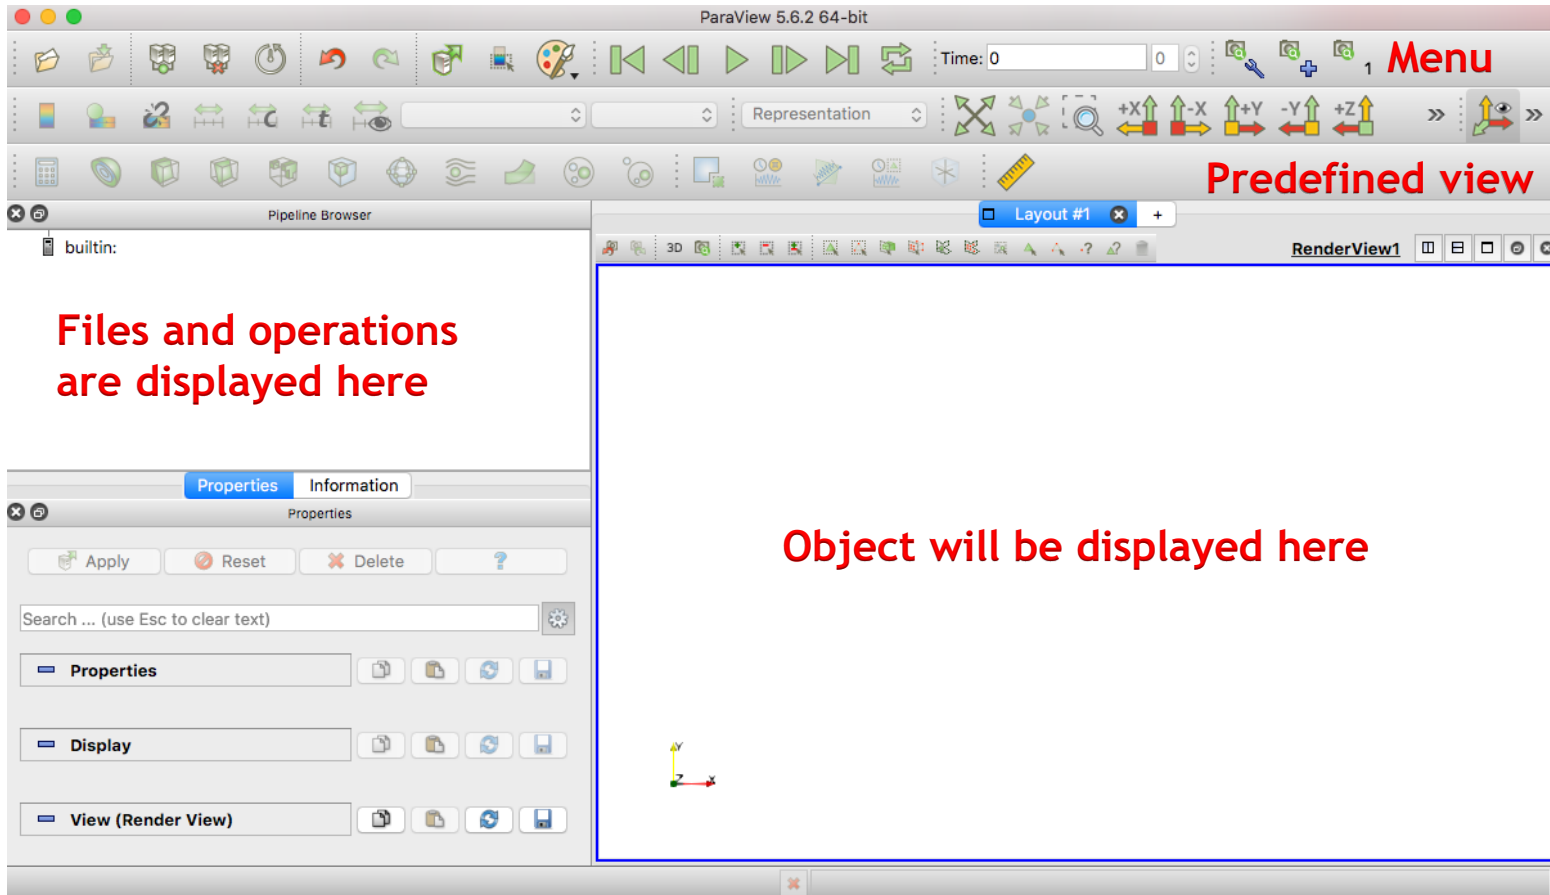 ParaView 5.6.2 64-bit
Time: 0 0 1 Menu
C t Representation +X -X +Y -Y +Z »  »
Predefined view
Pipeline Browser Layout #1 +
builtin: 3D ? ? RenderView1
Files and operations
are displayed here
Properties Information
Properties
Object will be displayed here
Apply Reset Delete ?
Search ... (use Esc to clear text)
Properties
Display
Y
Z X
View (Render View)